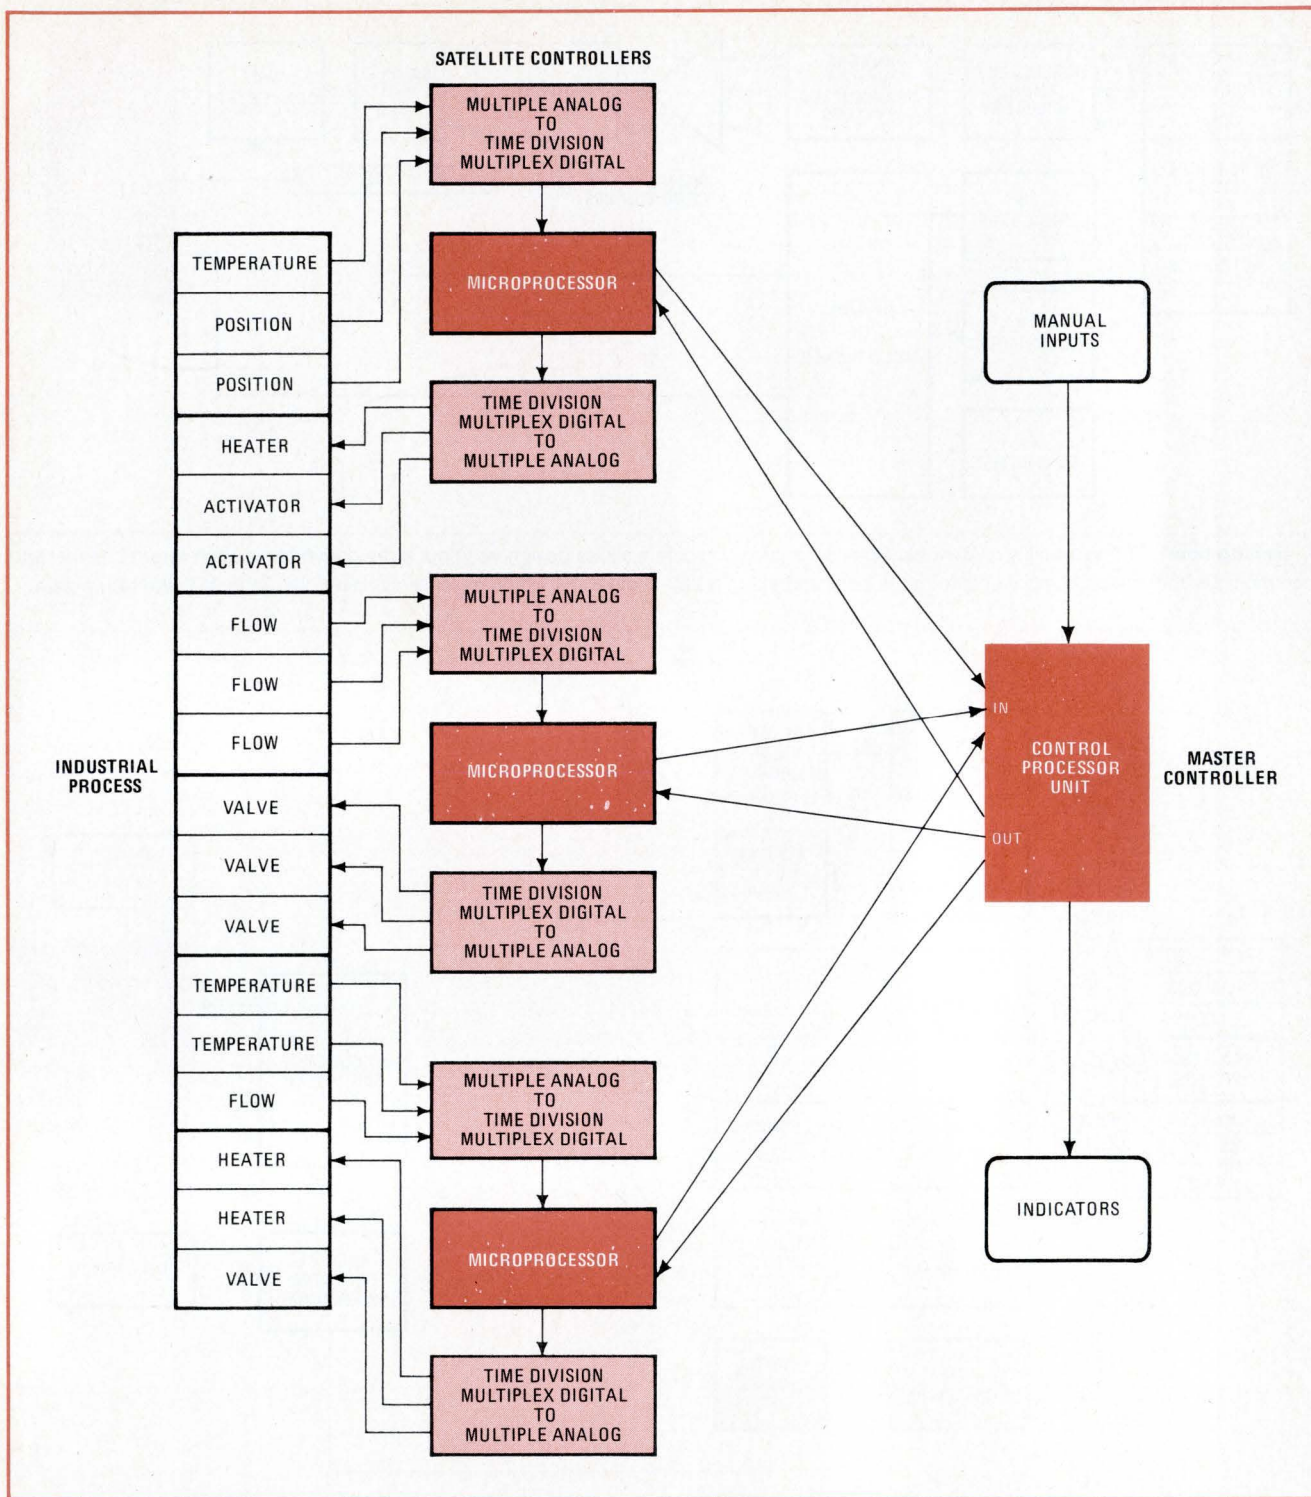 SATELLITE CONTROLLERS
MULTIPLE ANALOG
TO
TIME DIVISION
MULTIPLEX DIGITAL
MICROPROCESSOR
TIME DIVISION
MULTIPLEX DIGITAL
TO
MULTIPLE ANALOG
MULTIPLE ANALOG
TO
TIME DIVISION
MULTIPLEX DIGITAL
MICROPROCESSOR
TIME DIVISION
MULTIPLEX DIGITAL
TO
MULTIPLE ANALOG
MULTIPLE ANALOG
TO
TIME DIVISION
MULTIPLEX DIGITAL
MICROPROCESSOR
TIME DIVISION
MULTIPLEX DIGITAL
TO
MULTIPLE ANALOG
INDUSTRIAL
PROCESS
TEMPERATURE
POSITION
POSITION
HEATER
ACTIVATOR
ACTIVATOR
FLOW
FLOW
FLOW
VALVE
VALVE
VALVE
TEMPERATURE
TEMPERATURE
FLOW
HEATER
HEATER
VALVE
MANUAL
INPUTS
IN
CONTROL
PROCESSOR
UNIT
OUT
MASTER
CONTROLLER
INDICATORS